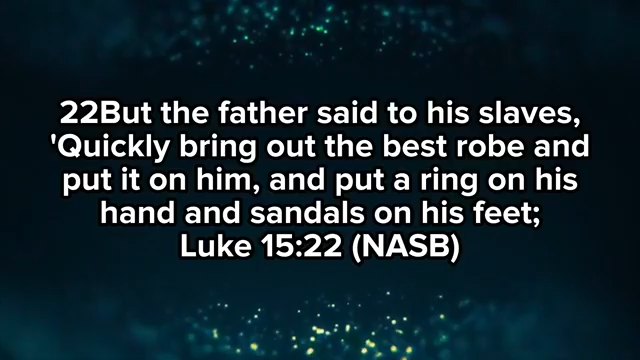 22But the father said to his slaves,
'Quickly bring out the best robe and
put it on him, and put a ring on his
hand and sandals on his feet;
Luke 15:22 (NASB)